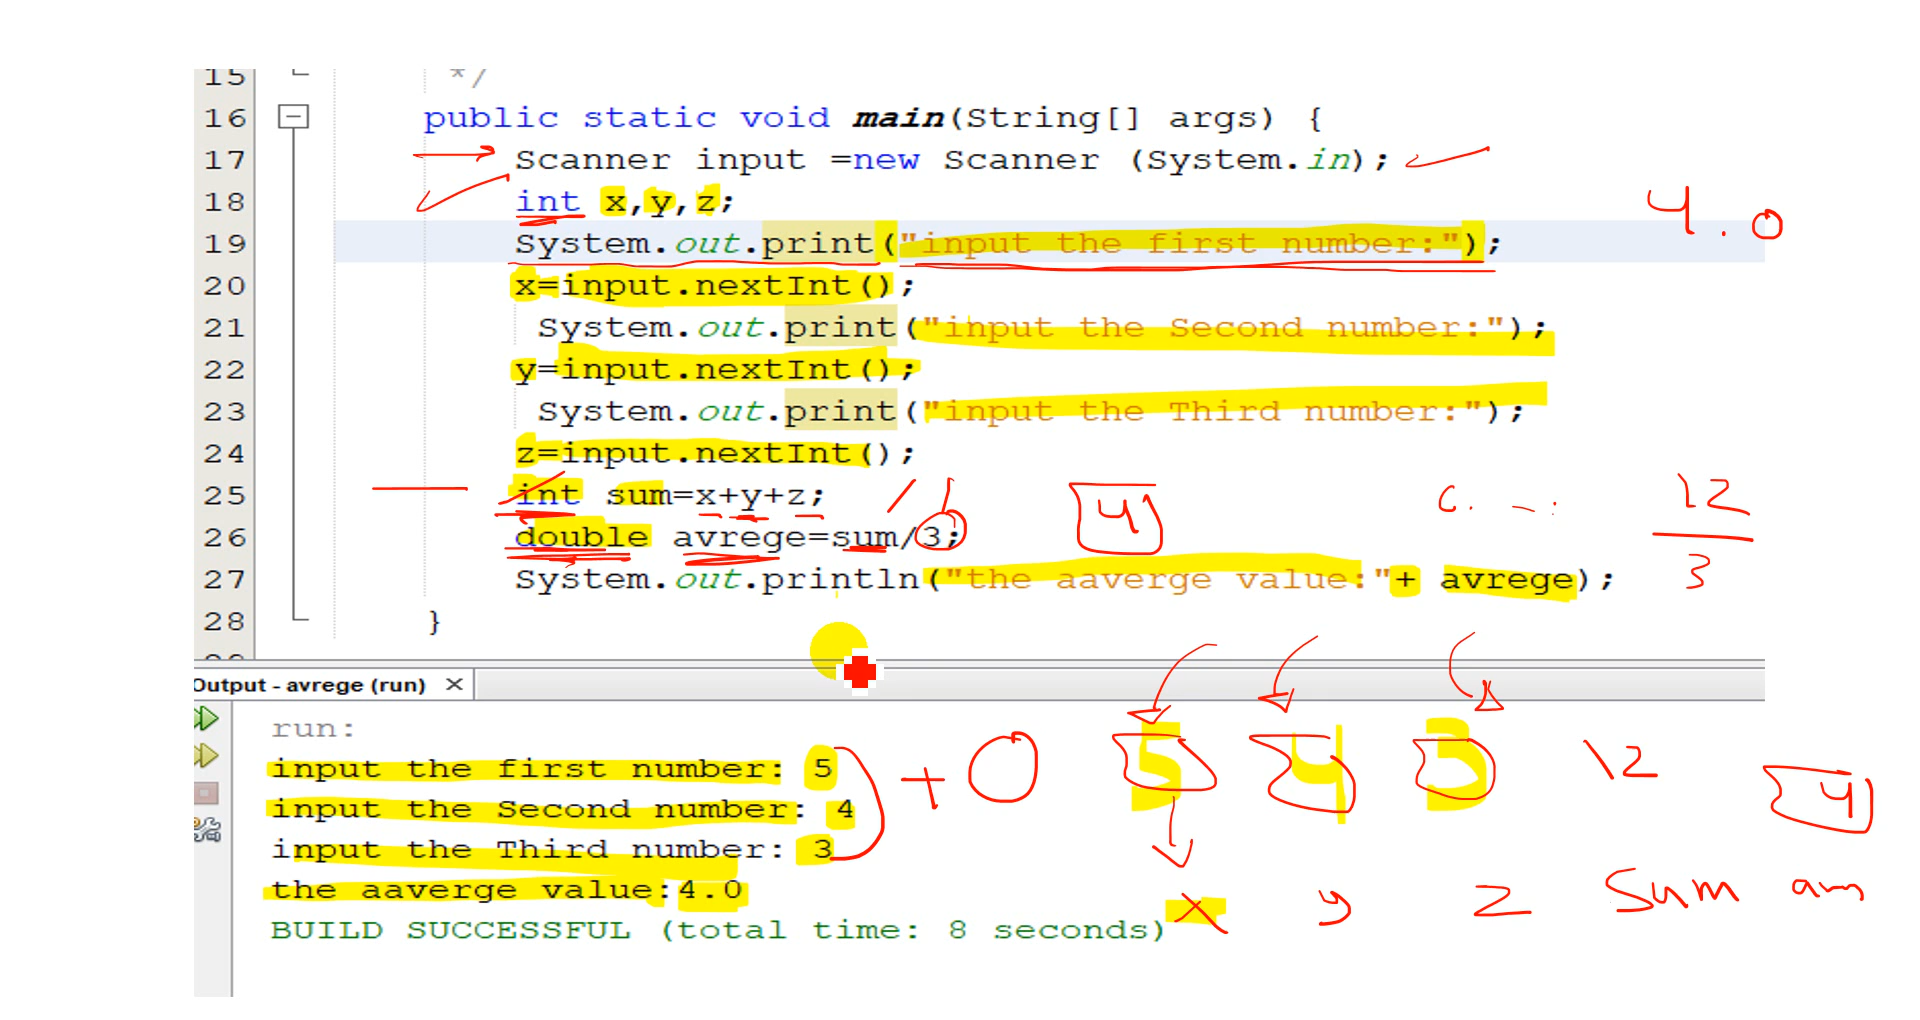 15 */
16 public static void main(String[] args) {
17 Scanner input =new Scanner (System.in);
18 int x,y,z;
4.0
19 System.out.print("input the first number:");
20 x=input.nextInt();
21 System.out.print("input the Second number:");
22 y=input.nextInt();
23 System.out.print("input the Third number:");
24 z=input.nextInt();
25 int sum=x+y+z;
12
26 double avrege=sum/3;
4
3
27 System.out.println("the aaverge value:"+ avrege);
28 }
Output - avrege (run)
run:
input the first number: 5
+ 0 5 4 3 12
input the Second number: 4
4
input the Third number: 3
the aaverge value:4.0
x y z Sum
BUILD SUCCESSFUL (total time: 8 seconds)